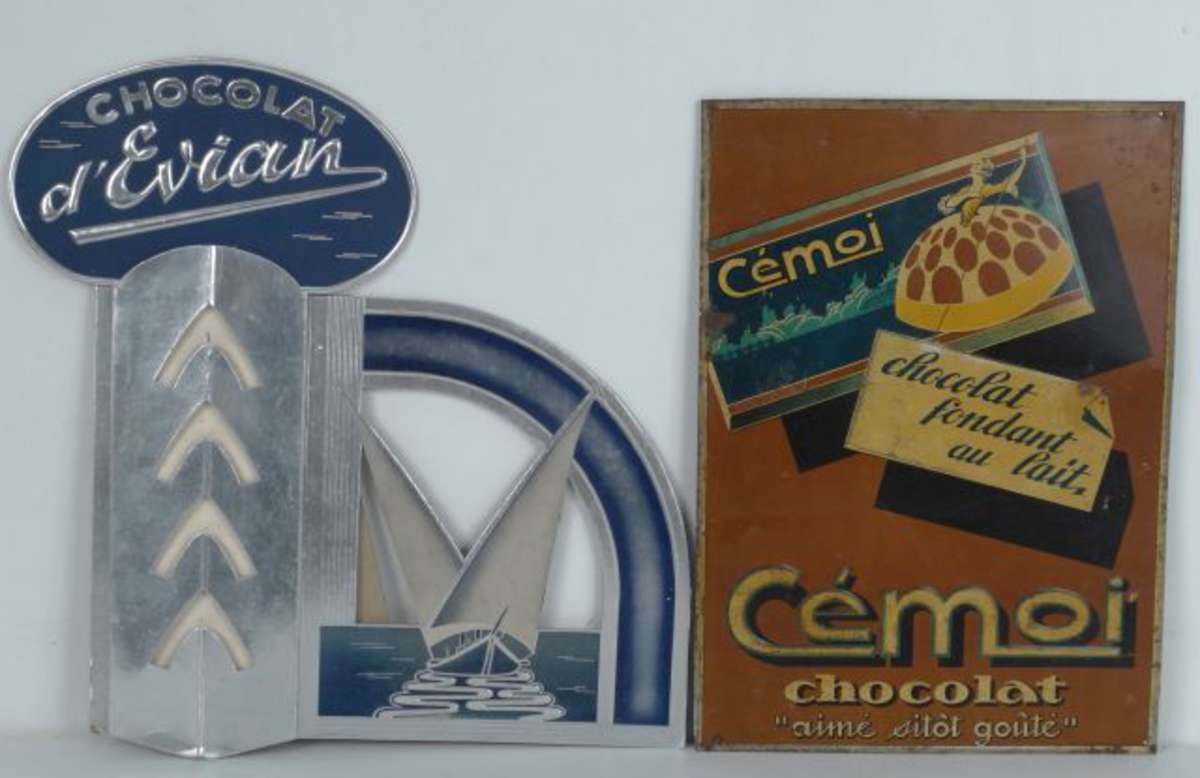 CHOCOLAT
d'Evian
Cémoi
chocolat
fondant
au lait.
Cémoi
chocolat
"aimé sitôt goûté"